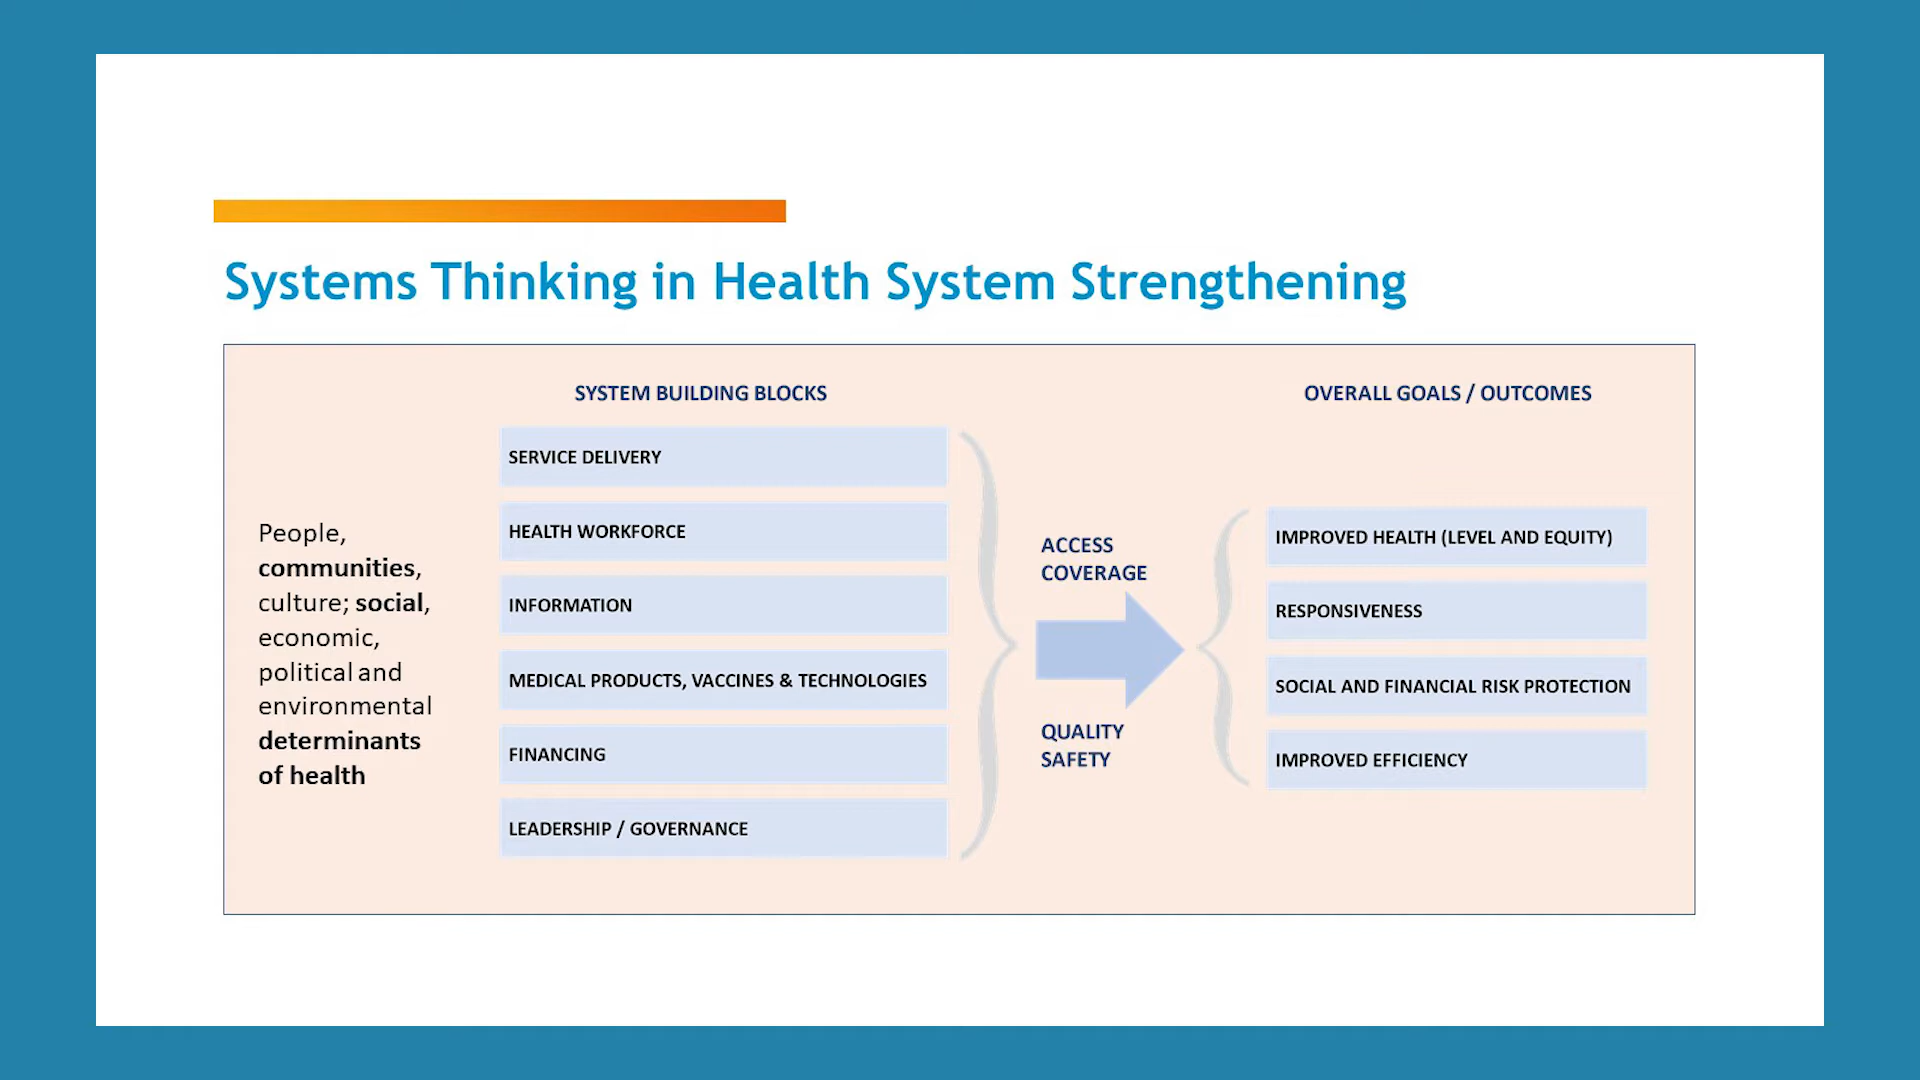 Systems Thinking in Health System Strengthening
People,
communities,
culture; social,
economic,
political and
environmental
determinants
of health
SYSTEM BUILDING BLOCKS
SERVICE DELIVERY
HEALTH WORKFORCE
INFORMATION
MEDICAL PRODUCTS, VACCINES & TECHNOLOGIES
FINANCING
LEADERSHIP / GOVERNANCE
ACCESS
COVERAGE
QUALITY
SAFETY
OVERALL GOALS / OUTCOMES
IMPROVED HEALTH (LEVEL AND EQUITY)
RESPONSIVENESS
SOCIAL AND FINANCIAL RISK PROTECTION
IMPROVED EFFICIENCY